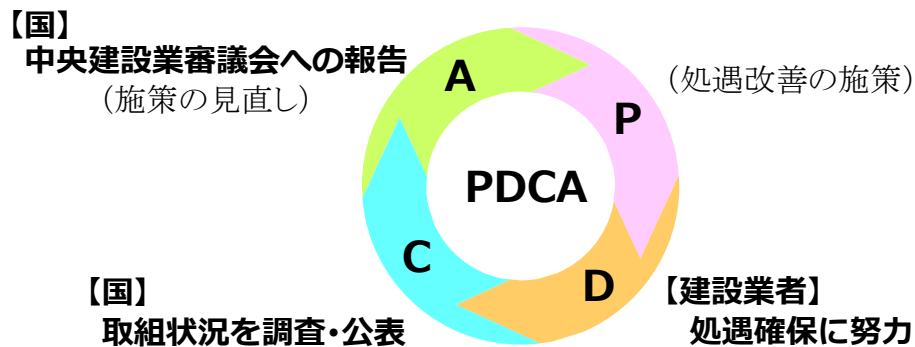 【国】
中央建設業審議会への報告
（施策の見直し）
A
P
（処遇改善の施策）
PDCA
C
D
【国】
取組状況を調査・公表
【建設業者】
処遇確保に努力